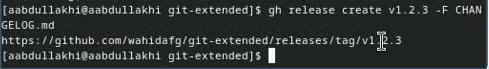 [aabdullakhi@aabdullakhi git-extended]$ gh release create v1.2.3 -F CHAN
GELOG.md
https://github.com/wahidafg/git-extended/releases/tag/v1.2.3
[aabdullakhi@aabdullakhi git-extended]$